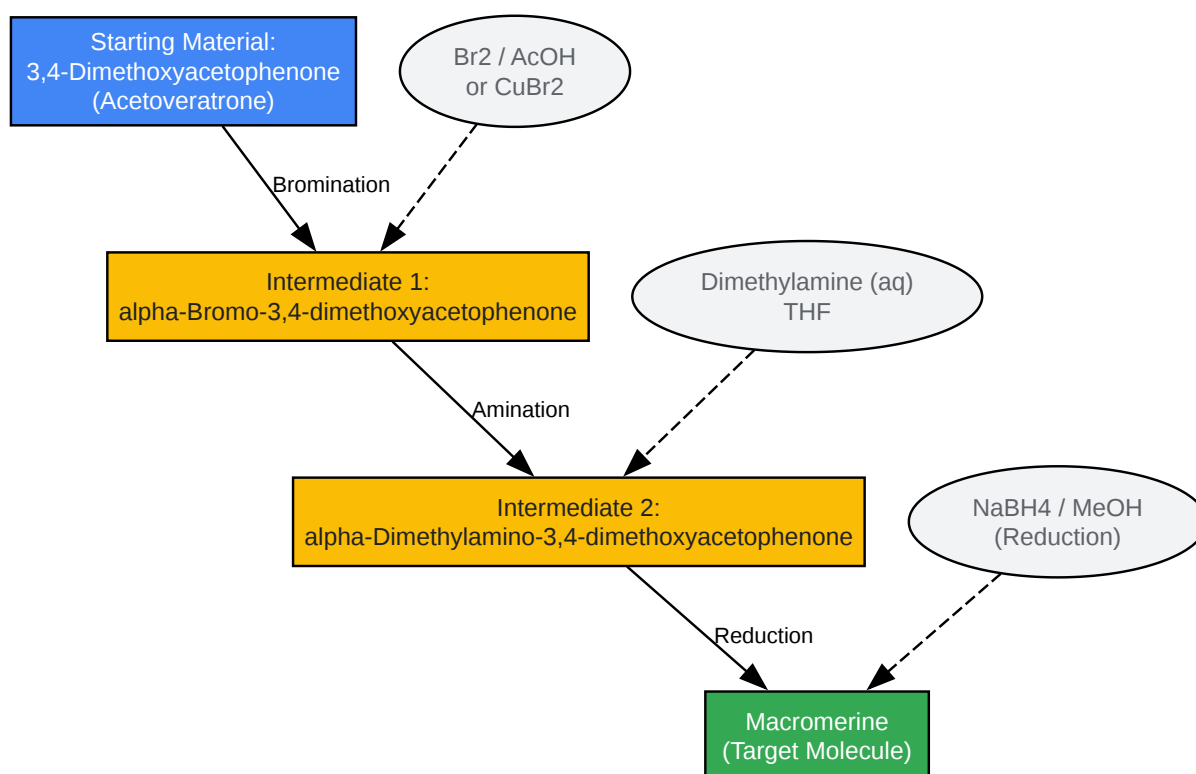 Starting Material:
3,4-Dimethoxyacetophenone
(Acetoveratrone)
Br2 / AcOH
or CuBr2
Bromination
Intermediate 1:
alpha-Bromo-3,4-dimethoxyacetophenone
Dimethylamine (aq)
THF
Amination
Intermediate 2:
alpha-Dimethylamino-3,4-dimethoxyacetophenone
NaBH4 / MeOH
(Reduction)
Reduction
Macromerine
(Target Molecule)